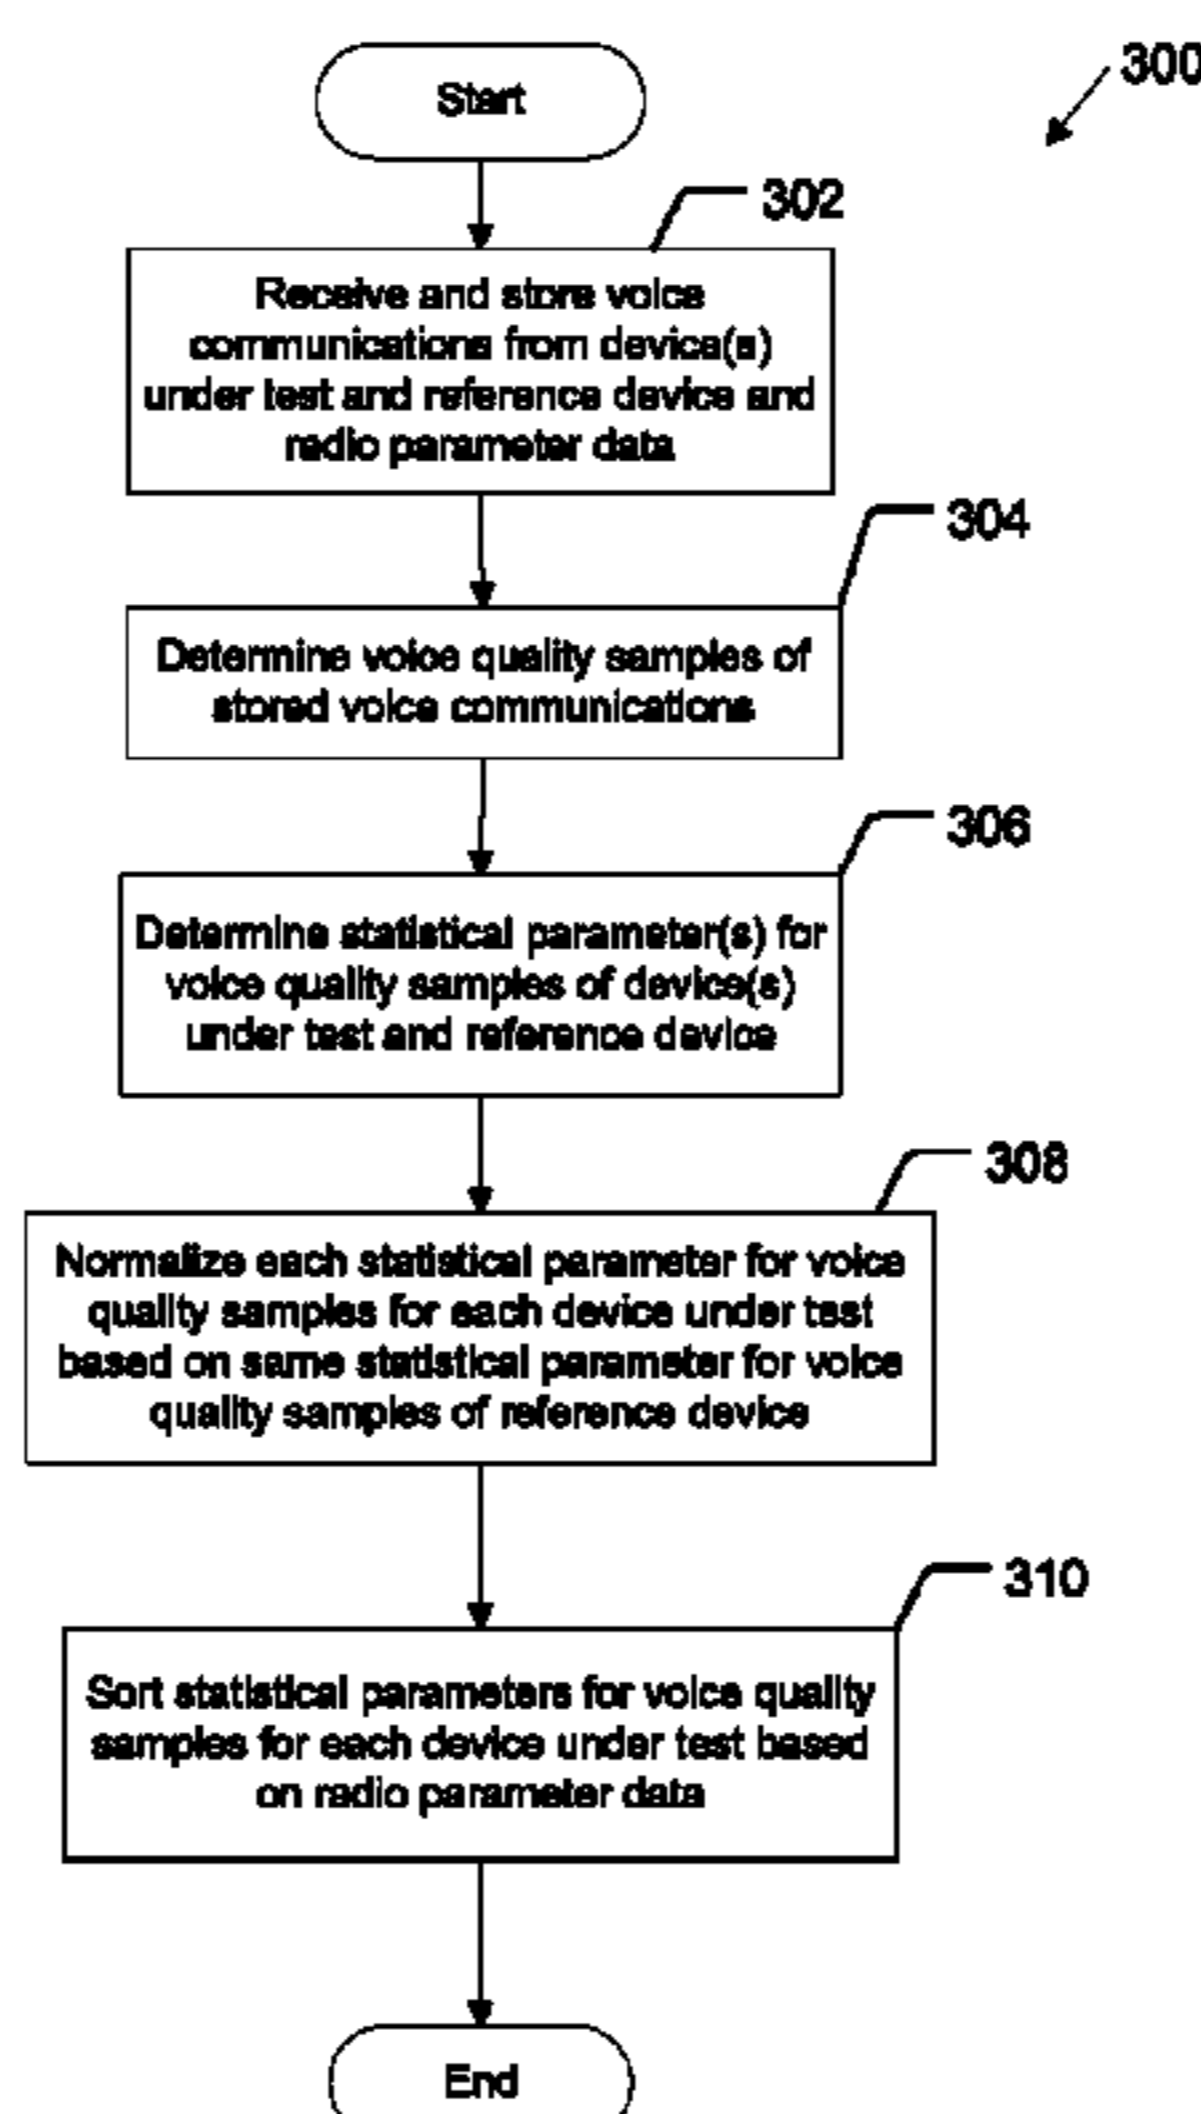 Start
300
302
Receive and store voice
communications from device(s)
under test and reference device and
radio parameter data
304
Determine voice quality samples of
stored voice communications
306
Determine statistical parameter(s) for
voice quality samples of device(s)
under test and reference device
308
Normalize each statistical parameter for voice
quality samples for each device under test
based on same statistical parameter for voice
quality samples of reference device
310
Sort statistical parameters for voice quality
samples for each device under test based
on radio parameter data
End